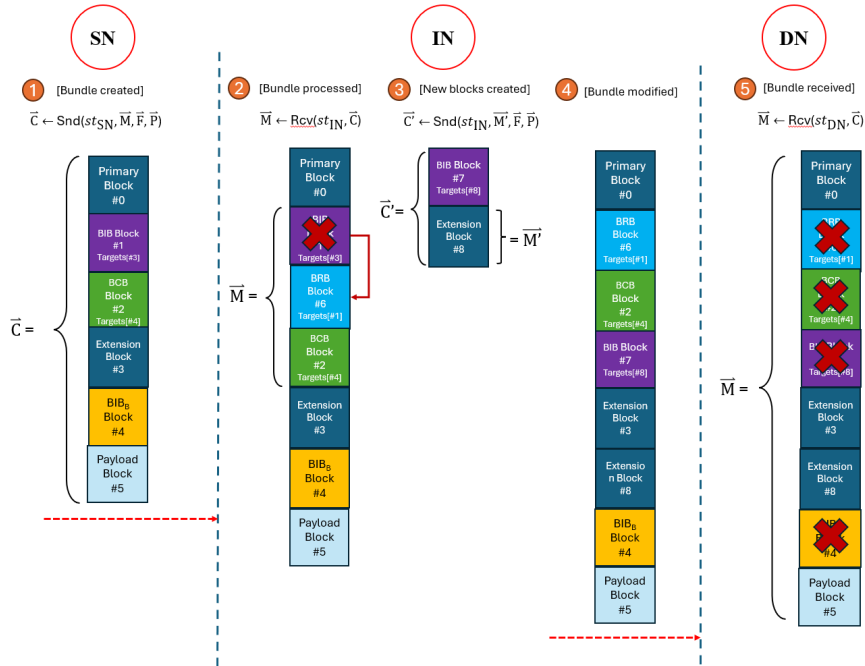 SN
IN
DN
1 [Bundle created]
2 [Bundle processed]
3 [New blocks created]
4 [Bundle modified]
5 [Bundle received]
C⃗ ← Snd(st_SN, M⃗, F⃗, P⃗)
M⃗ ← Rcv(st_IN, C⃗)
C⃗' ← Snd(st_IN, M⃗', F⃗, P⃗)
M⃗ ← Rcv(st_DN, C⃗)
C⃗ =
Primary
Block
#0
BIB Block
#1
Targets[#3]
BCB
Block
#2
Targets[#4]
Extension
Block
#3
BIB_B
Block
#4
Payload
Block
#5
M⃗ =
Primary
Block
#0
Targets[#3]
BRB
Block
#6
Targets[#1]
BCB
Block
#2
Targets[#4]
Extension
Block
#3
BIB_B
Block
#4
Payload
Block
#5
C⃗' =
BIB Block
#7
Targets[#8]
Extension
Block
#8
= M⃗'
Primary
Block
#0
BRB
Block
#6
Targets[#1]
BCB
Block
#2
Targets[#4]
BIB Block
#7
Targets[#8]
Extension
Block
#3
Extensio
n Block
#8
BIB_B
Block
#4
Payload
Block
#5
M⃗ =
Primary
Block
#0
Targets[#1]
Targets[#4]
Targets[#8]
Extension
Block
#3
Extension
Block
#8
#4
Payload
Block
#5